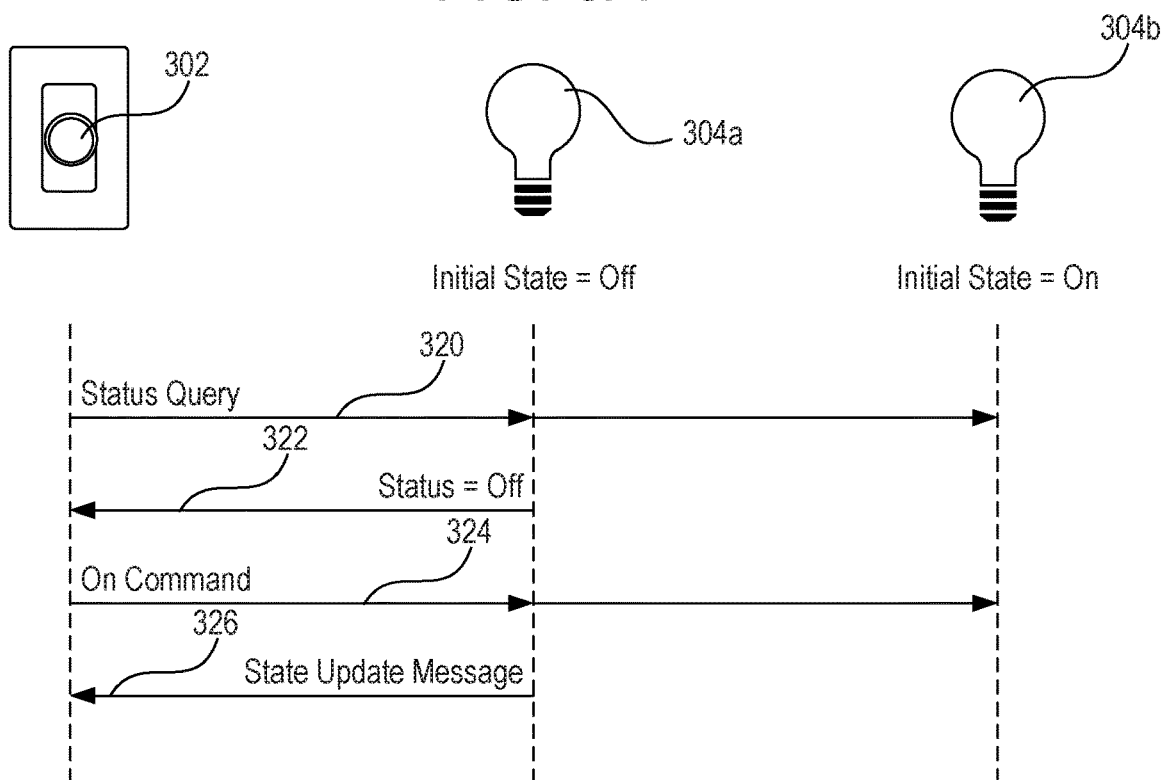 304b
302
304a
Initial State = Off
Initial State = On
320
Status Query
322
Status = Off
324
On Command
326
State Update Message